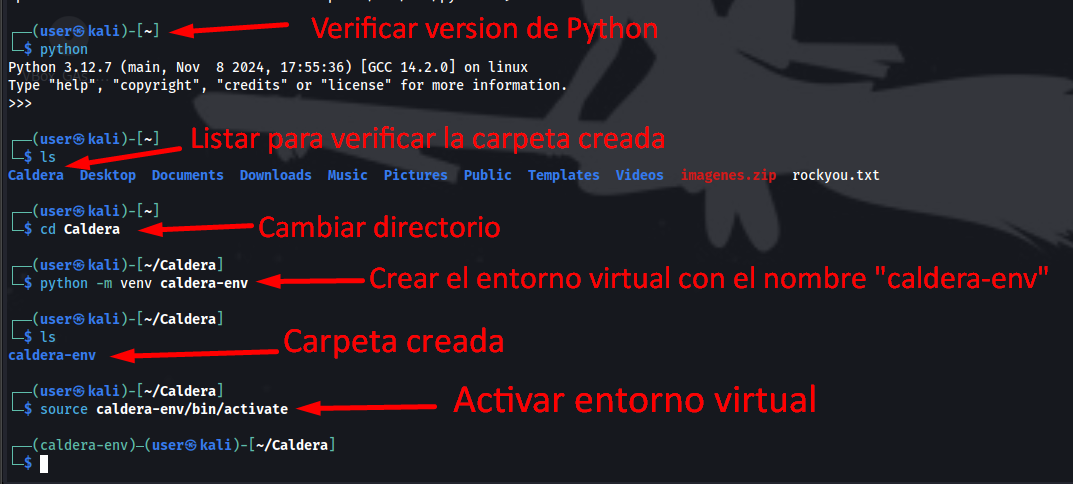 (user㉿kali)-[~] Verificar version de Python
$ python
Python 3.12.7 (main, Nov  8 2024, 17:55:36) [GCC 14.2.0] on linux
Type "help", "copyright", "credits" or "license" for more information.
>>>
(user㉿kali)-[~] Listar para verificar la carpeta creada
$ ls
Caldera  Desktop  Documents  Downloads  Music  Pictures  Public  Templates  Videos  imagenes.zip  rockyou.txt
(user㉿kali)-[~]
$ cd Caldera Cambiar directorio
(user㉿kali)-[~/Caldera]
$ python -m venv caldera-env Crear el entorno virtual con el nombre "caldera-env"
(user㉿kali)-[~/Caldera]
$ ls
caldera-env Carpeta creada
(user㉿kali)-[~/Caldera]
$ source caldera-env/bin/activate Activar entorno virtual
(caldera-env)─(user㉿kali)-[~/Caldera]
$